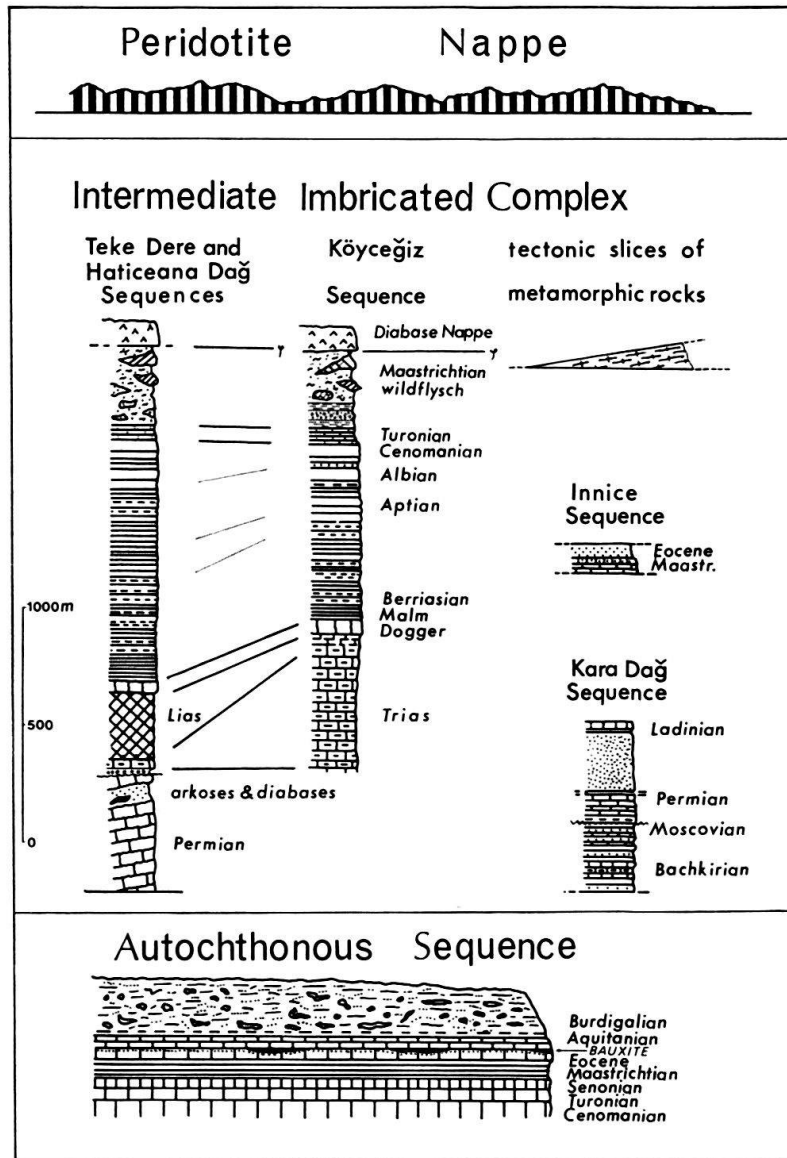 Peridotite Nappe
Intermediate Imbricated Complex
Teke Dere and
Haticeana Dağ
Sequences
Köyceğiz
Sequence
tectonic slices of
metamorphic rocks
Diabase Nappe
Maastrichtian
wildflysch
Turonian
Cenomanian
Albian
Aptian
Berriasian
Malm
Dogger
Trias
Lias
arkoses & diabases
Permian
1000m
500
0
Innice
Sequence
Eocene
Maastr.
Kara Dağ
Sequence
Ladinian
Permian
Moscovian
Bachkirian
Autochthonous Sequence
Burdigalian
Aquitanian
BAUXITE
Eocene
Maastrichtian
Senonian
Turonian
Cenomanian